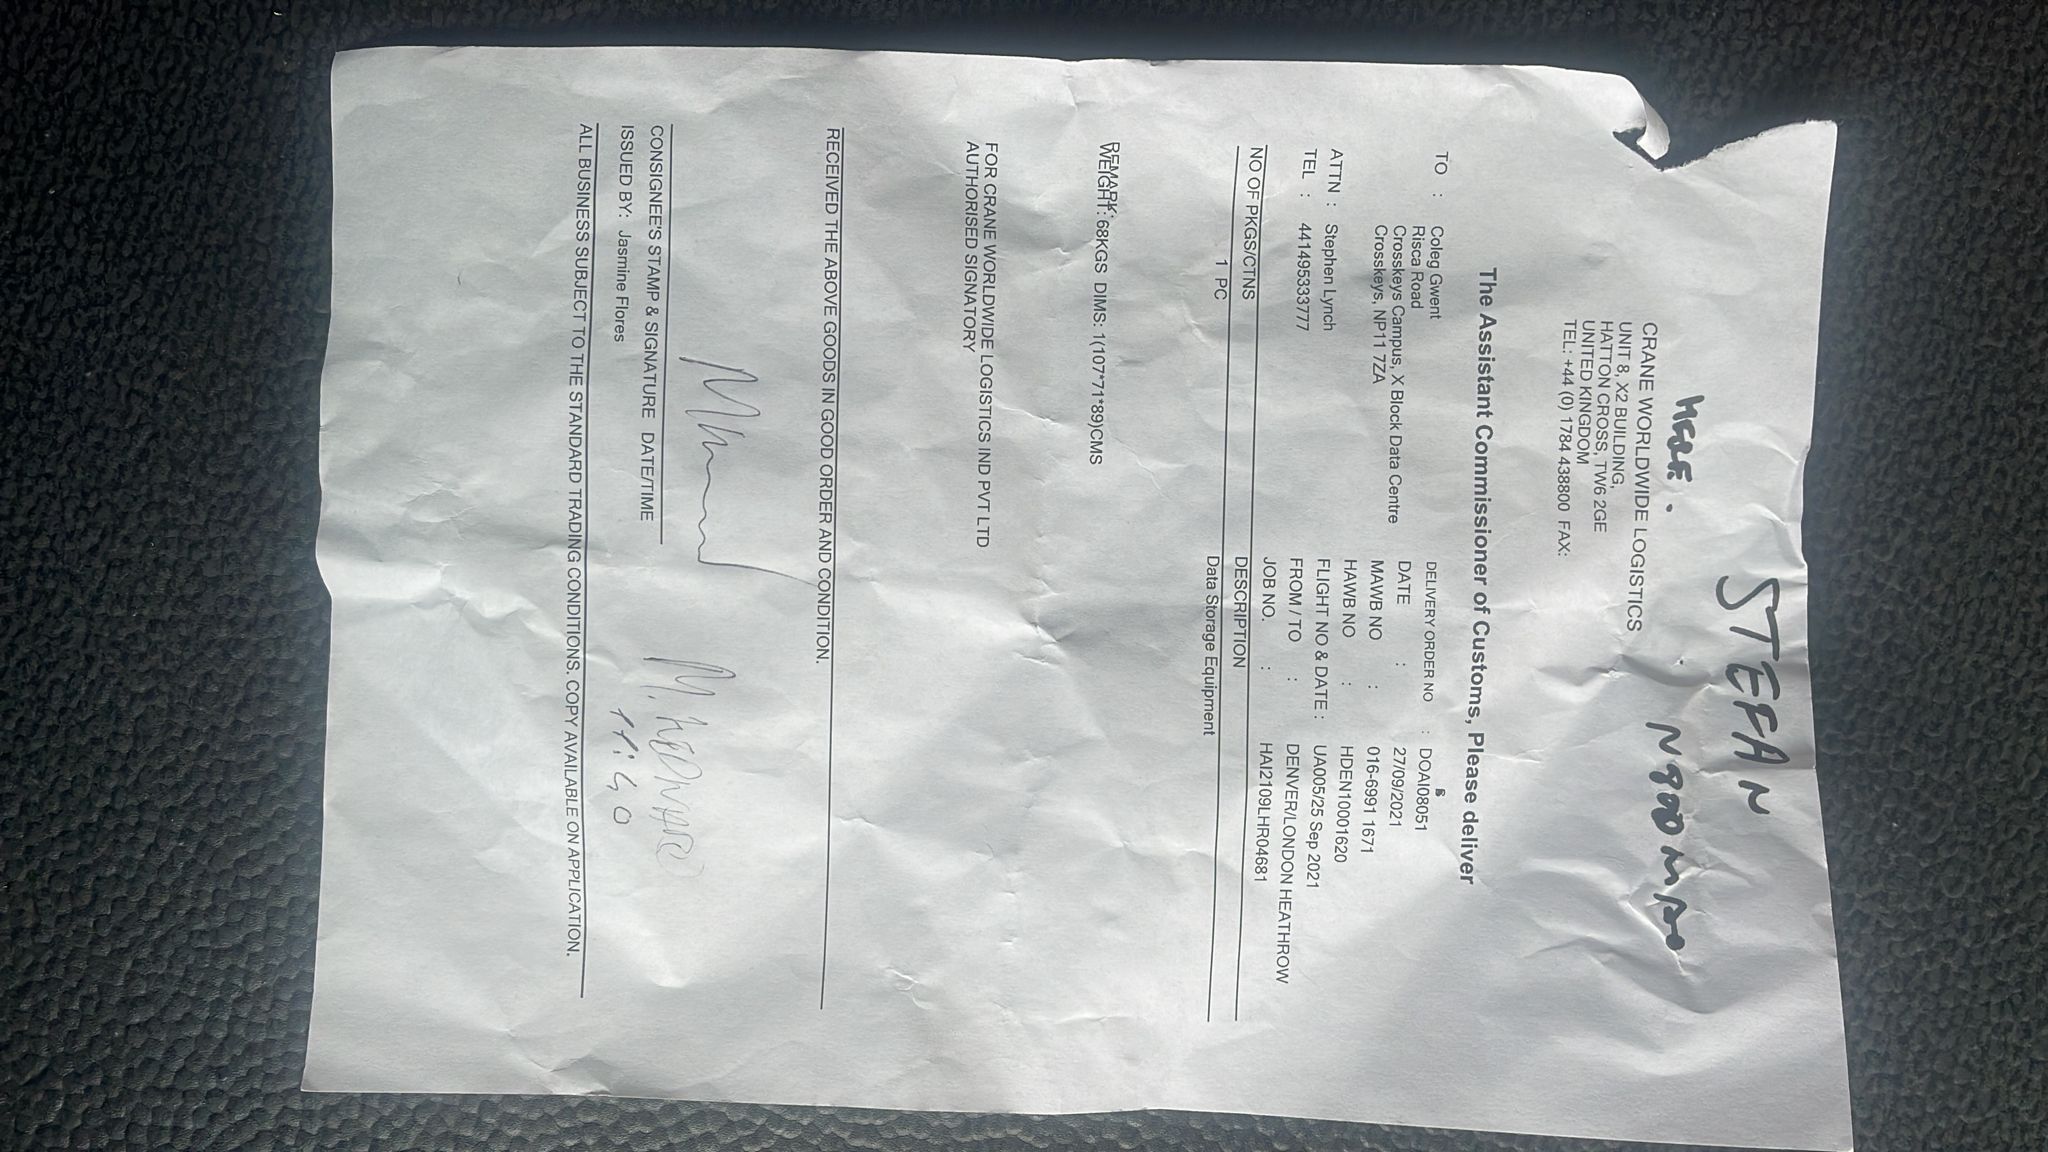 STEFAN
HERE.
CRANE WORLDWIDE LOGISTICS
UNIT 8, X2 BUILDING,
HATTON CROSS, TW6 2GE
UNITED KINGDOM
TEL: +44 (0) 1784 438800 FAX:
The Assistant Commissioner of Customs, Please deliver
TO : Coleg Gwent
Risca Road
Crosskeys Campus, X Block Data Centre
Crosskeys, NP11 7ZA
ATTN : Stephen Lynch
TEL : 441495333777
DELIVERY ORDER NO : DOAI08051
DATE : 27/09/2021
MAWB NO : 016-6991 1671
HAWB NO : HDEN10001620
FLIGHT NO & DATE : UA005/25 Sep 2021
FROM / TO : DENVER/LONDON HEATHROW
JOB NO. : HAI2109LHR04681
NO OF PKGS/CTNS DESCRIPTION
1 PC Data Storage Equipment
REMARK:
WEIGHT: 68KGS DIMS: 1(107*71*89)CMS
FOR CRANE WORLDWIDE LOGISTICS IND PVT LTD
AUTHORISED SIGNATORY
RECEIVED THE ABOVE GOODS IN GOOD ORDER AND CONDITION.
CONSIGNEE'S STAMP & SIGNATURE DATE/TIME
ISSUED BY: Jasmine Flores
ALL BUSINESS SUBJECT TO THE STANDARD TRADING CONDITIONS. COPY AVAILABLE ON APPLICATION.